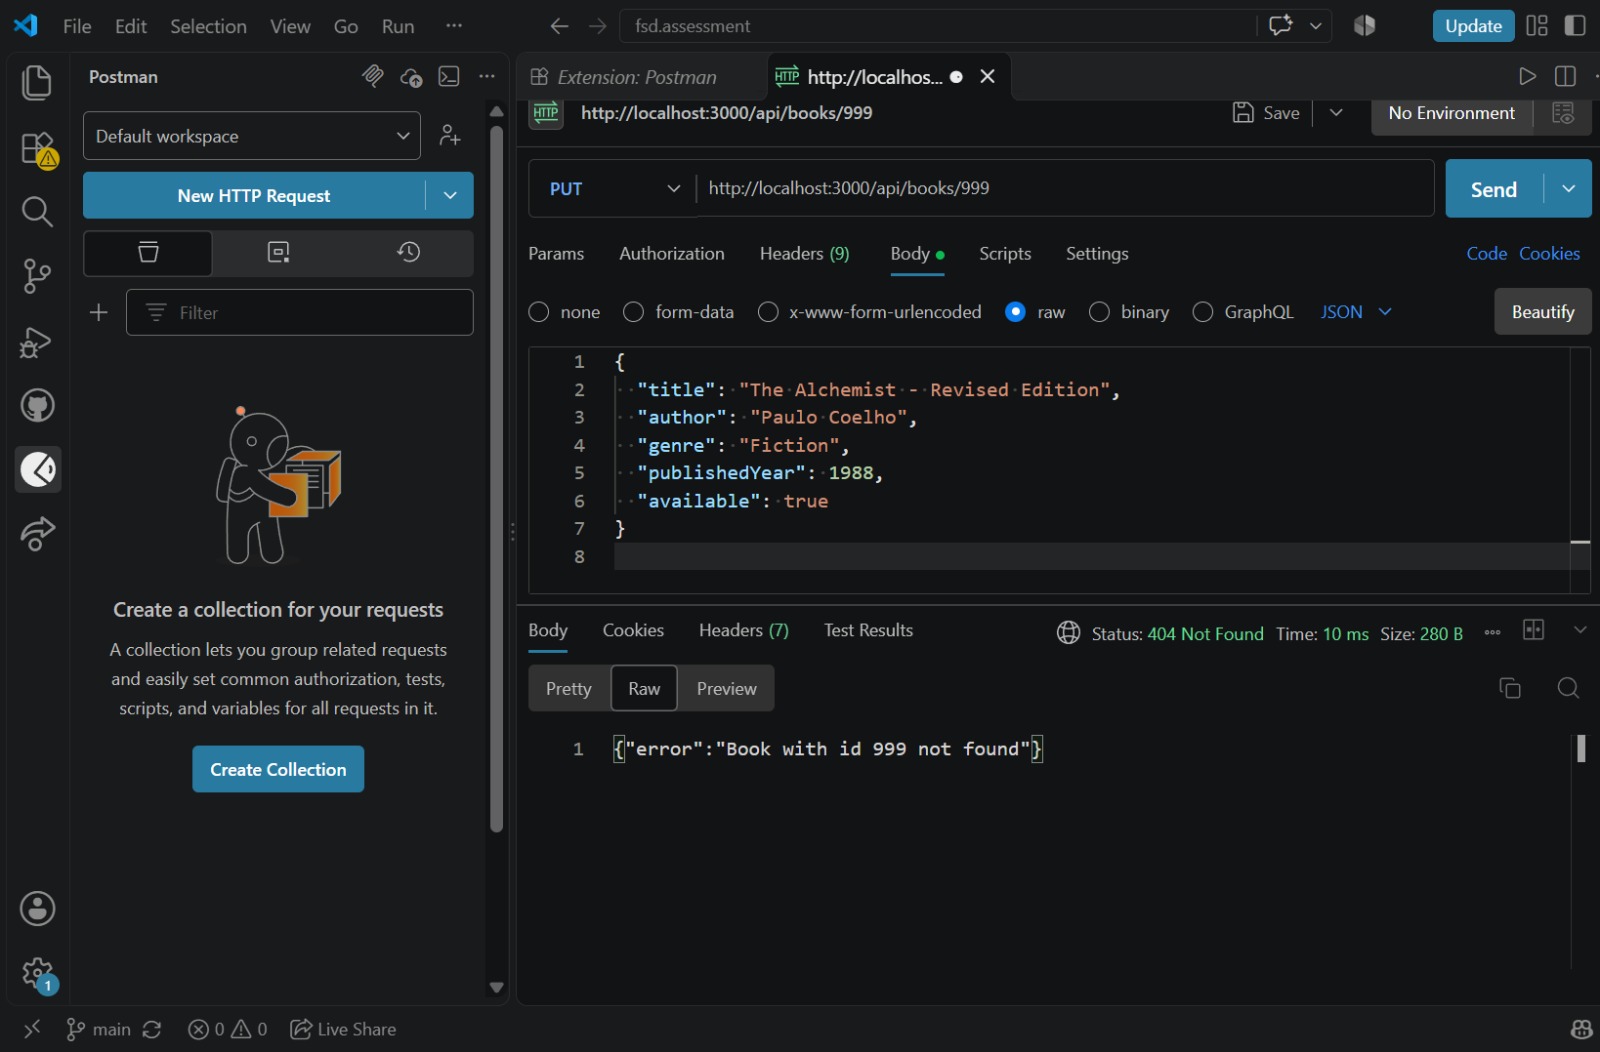 File Edit Selection View Go Run ···
fsd.assessment
Update
Postman
Extension: Postman
HTTP http://localhos...
Default workspace
HTTP http://localhost:3000/api/books/999
Save
No Environment
New HTTP Request
PUT http://localhost:3000/api/books/999
Send
Params Authorization Headers (9) Body Scripts Settings
Code Cookies
Filter
none form-data x-www-form-urlencoded raw binary GraphQL JSON
Beautify
1 {
2 "title": "The Alchemist - Revised Edition",
3 "author": "Paulo Coelho",
4 "genre": "Fiction",
5 "publishedYear": 1988,
6 "available": true
7 }
8
Create a collection for your requests
A collection lets you group related requests
and easily set common authorization, tests,
scripts, and variables for all requests in it.
Create Collection
Body Cookies Headers (7) Test Results
Status: 404 Not Found Time: 10 ms Size: 280 B
Pretty Raw Preview
1 {"error":"Book with id 999 not found"}
1
main 0 0 Live Share